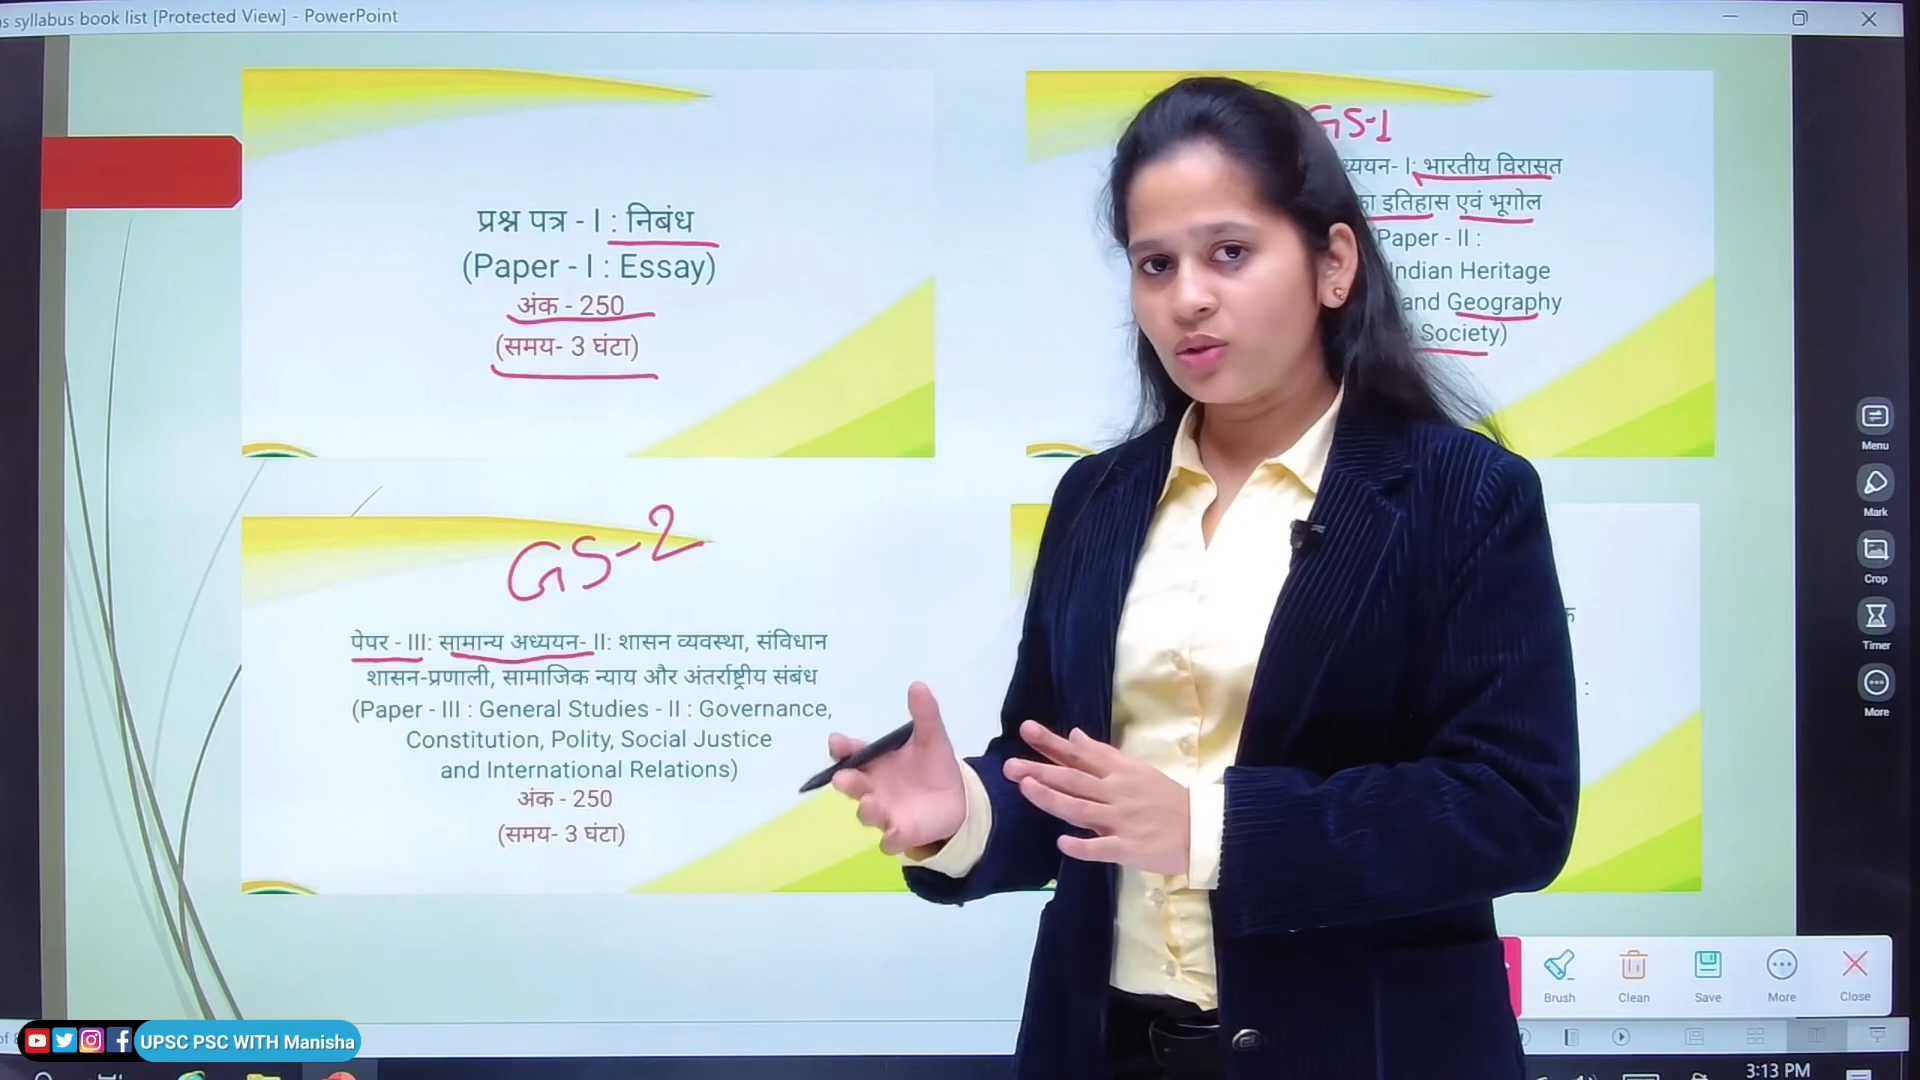 as syllabus book list [Protected View] - PowerPoint
प्रश्न पत्र - I : निबंध
(Paper - I : Essay)
अंक - 250
(समय- 3 घंटा)
GS-1
ध्ययन- I: भारतीय विरासत
का इतिहास एवं भूगोल
(Paper - II :
Indian Heritage
and Geography
Society)
GS-2
पेपर - III: सामान्य अध्ययन- II: शासन व्यवस्था, संविधान
शासन-प्रणाली, सामाजिक न्याय और अंतर्राष्ट्रीय संबंध
(Paper - III : General Studies - II : Governance,
Constitution, Polity, Social Justice
and International Relations)
अंक - 250
(समय- 3 घंटा)
Menu
Mark
Crop
Timer
More
Brush
Clean
Save
More
Close
UPSC PSC WITH Manisha
3:13 PM